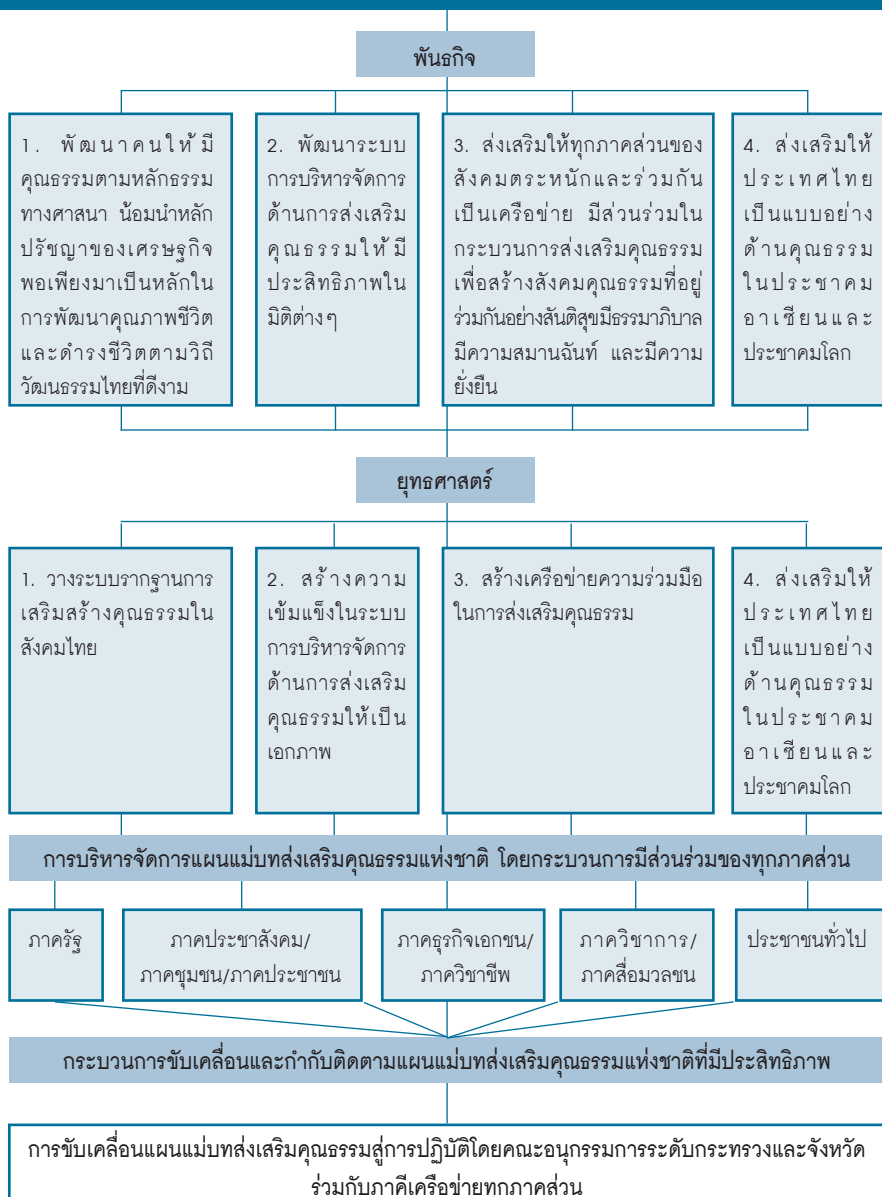 พันธกิจ
1. พัฒนาคนให้มี
คุณธรรมตามหลักธรรม
ทางศาสนา น้อมนำหลัก
ปรัชญาของเศรษฐกิจ
พอเพียงมาเป็นหลักใน
การพัฒนาคุณภาพชีวิต
และดำรงชีวิตตามวิถี
วัฒนธรรมไทยที่ดีงาม
2. พัฒนาระบบ
การบริหารจัดการ
ด้านการส่งเสริม
คุณธรรมให้มี
ประสิทธิภาพใน
มิติต่างๆ
3. ส่งเสริมให้ทุกภาคส่วนของ
สังคมตระหนักและร่วมกัน
เป็นเครือข่าย มีส่วนร่วมใน
กระบวนการส่งเสริมคุณธรรม
เพื่อสร้างสังคมคุณธรรมที่อยู่
ร่วมกันอย่างสันติสุขมีธรรมาภิบาล
มีความสมานฉันท์ และมีความ
ยั่งยืน
4. ส่งเสริมให้
ประเทศไทย
เป็นแบบอย่าง
ด้านคุณธรรม
ในประชาคม
อาเซียนและ
ประชาคมโลก
ยุทธศาสตร์
1. วางระบบรากฐานการ
เสริมสร้างคุณธรรมใน
สังคมไทย
2. สร้างความ
เข้มแข็งในระบบ
การบริหารจัดการ
ด้านการส่งเสริม
คุณธรรมให้เป็น
เอกภาพ
3. สร้างเครือข่ายความร่วมมือ
ในการส่งเสริมคุณธรรม
4. ส่งเสริมให้
ประเทศไทย
เป็นแบบอย่าง
ด้านคุณธรรม
ในประชาคม
อาเซียนและ
ประชาคมโลก
การบริหารจัดการแผนแม่บทส่งเสริมคุณธรรมแห่งชาติ โดยกระบวนการมีส่วนร่วมของทุกภาคส่วน
ภาครัฐ
ภาคประชาสังคม/
ภาคชุมชน/ภาคประชาชน
ภาคธุรกิจเอกชน/
ภาควิชาชีพ
ภาควิชาการ/
ภาคสื่อมวลชน
ประชาชนทั่วไป
กระบวนการขับเคลื่อนและกำกับติดตามแผนแม่บทส่งเสริมคุณธรรมแห่งชาติที่มีประสิทธิภาพ
การขับเคลื่อนแผนแม่บทส่งเสริมคุณธรรมสู่การปฏิบัติโดยคณะอนุกรรมการระดับกระทรวงและจังหวัด
ร่วมกับภาคีเครือข่ายทุกภาคส่วน